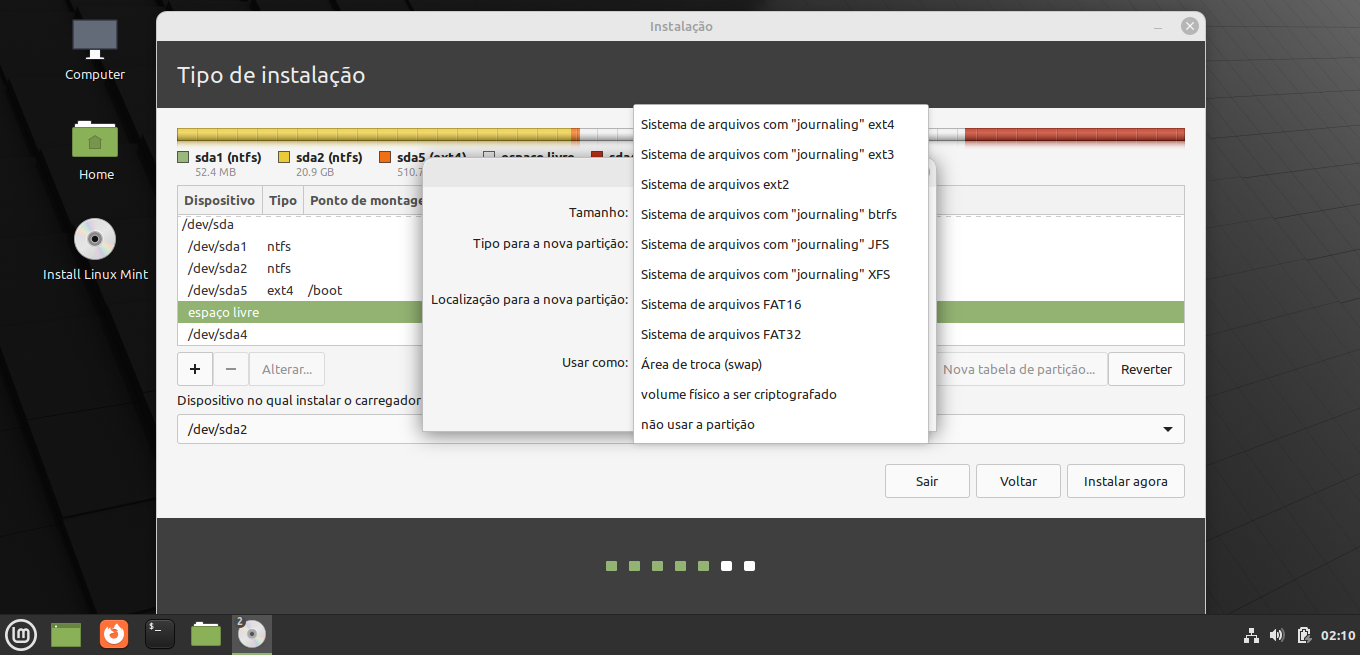 Computer
Home
Install Linux Mint
Instalação
Tipo de instalação
sda1 (ntfs)
52.4 MB
sda2 (ntfs)
20.9 GB
sda5 (ext4)
510.7
espaço livre
Dispositivo
Tipo
Ponto de montage
/dev/sda
/dev/sda1 ntfs
/dev/sda2 ntfs
/dev/sda5 ext4 /boot
espaço livre
/dev/sda4
+
−
Alterar...
Nova tabela de partição...
Reverter
Dispositivo no qual instalar o carregador
/dev/sda2
Tamanho:
Tipo para a nova partição:
Localização para a nova partição:
Usar como:
Sistema de arquivos com "journaling" ext4
Sistema de arquivos com "journaling" ext3
Sistema de arquivos ext2
Sistema de arquivos com "journaling" btrfs
Sistema de arquivos com "journaling" JFS
Sistema de arquivos com "journaling" XFS
Sistema de arquivos FAT16
Sistema de arquivos FAT32
Área de troca (swap)
volume físico a ser criptografado
não usar a partição
Sair
Voltar
Instalar agora
$_
2
02:10